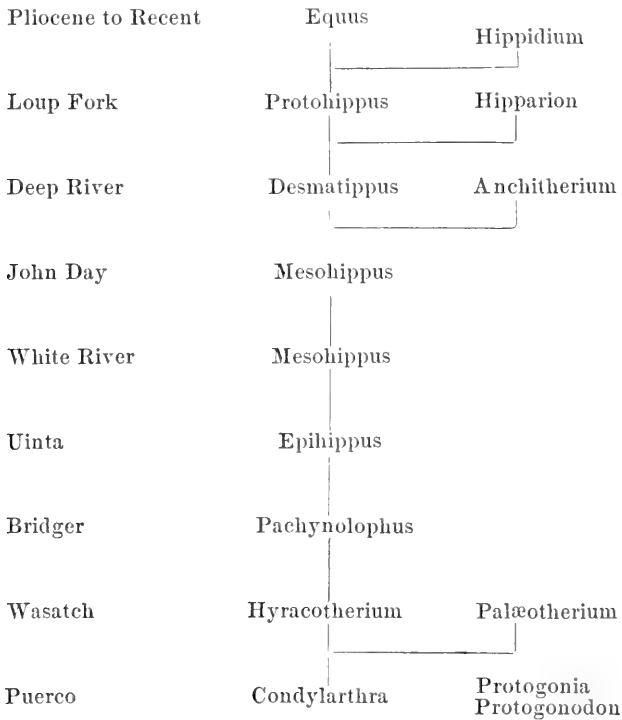 Pliocene to Recent Equus Hippidium
Loup Fork Protohippus Hipparion
Deep River Desmatippus Anchitherium
John Day Mesohippus
White River Mesohippus
Uinta Epihippus
Bridger Pachynolophus
Wasatch Hyracotherium Palæotherium
Puerco Condylarthra Protogonia
Protogonodon